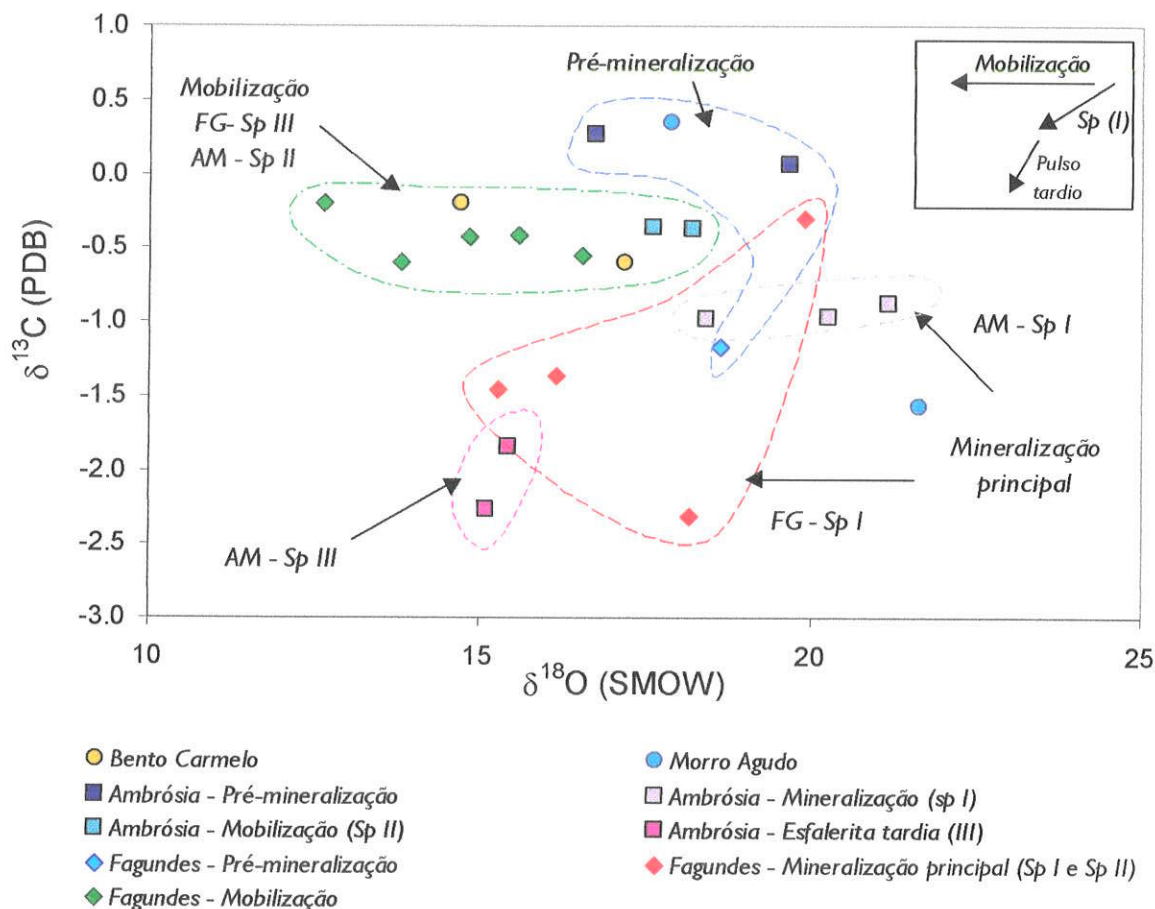 1.0
0.5
0.0
-0.5
-1.0
-1.5
-2.0
-2.5
-3.0
δ¹³C (PDB)
10
15
20
25
δ¹⁸O (SMOW)
Mobilização
FG- Sp III
AM - Sp II
Pré-mineralização
Mobilização
Sp (I)
Pulso
tardio
AM - Sp I
Mineralização
principal
FG - Sp I
AM - Sp III
Bento Carmelo
Ambrósia - Pré-mineralização
Ambrósia - Mobilização (Sp II)
Fagundes - Pré-mineralização
Fagundes - Mobilização
Morro Agudo
Ambrósia - Mineralização (sp I)
Ambrósia - Esfalerita tardia (III)
Fagundes - Mineralização principal (Sp I e Sp II)